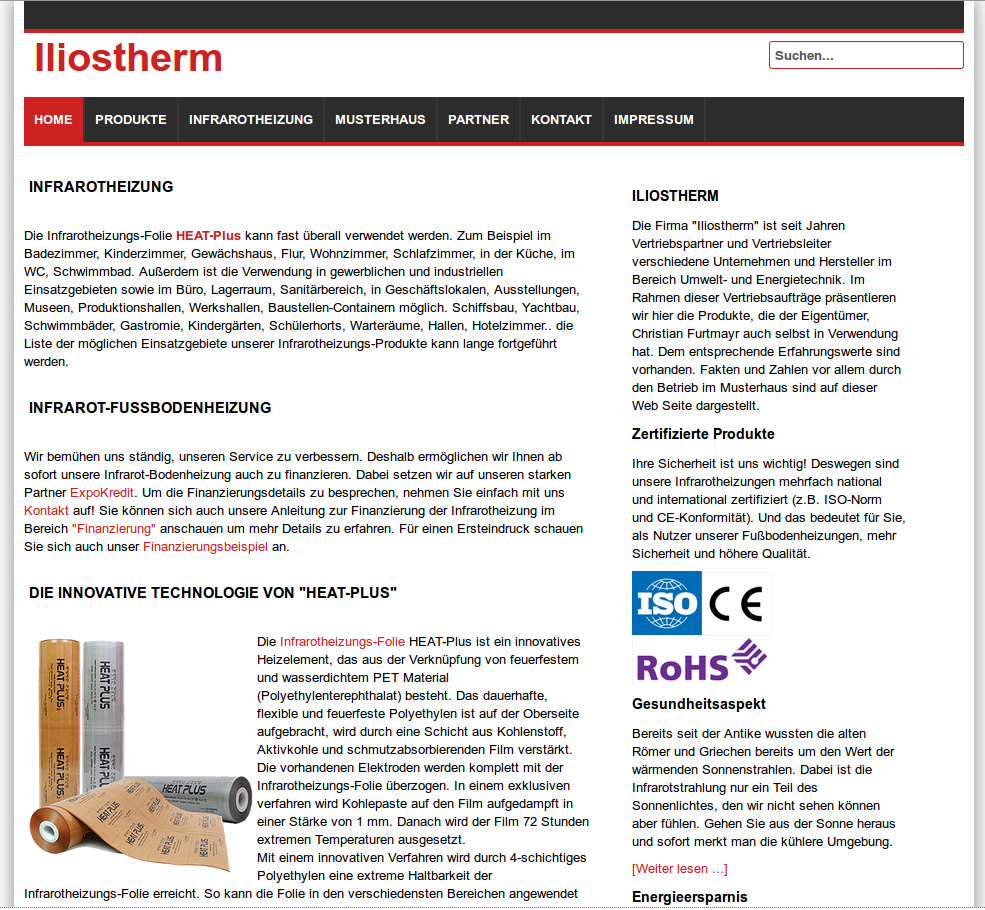 Iliostherm
Suchen...
HOME PRODUKTE INFRAROTHEIZUNG MUSTERHAUS PARTNER KONTAKT IMPRESSUM
INFRAROTHEIZUNG
Die Infrarotheizungs-Folie HEAT-Plus kann fast überall verwendet werden. Zum Beispiel im
Badezimmer, Kinderzimmer, Gewächshaus, Flur, Wohnzimmer, Schlafzimmer, in der Küche, im
WC, Schwimmbad. Außerdem ist die Verwendung in gewerblichen und industriellen
Einsatzgebieten sowie im Büro, Lagerraum, Sanitärbereich, in Geschäftslokalen, Ausstellungen,
Museen, Produktionshallen, Werkshallen, Baustellen-Containern möglich. Schiffsbau, Yachtbau,
Schwimmbäder, Gastromie, Kindergärten, Schülerhorts, Warteräume, Hallen, Hotelzimmer.. die
Liste der möglichen Einsatzgebiete unserer Infrarotheizungs-Produkte kann lange fortgeführt
werden.
INFRAROT-FUSSBODENHEIZUNG
Wir bemühen uns ständig, unseren Service zu verbessern. Deshalb ermöglichen wir Ihnen ab
sofort unsere Infrarot-Bodenheizung auch zu finanzieren. Dabei setzen wir auf unseren starken
Partner ExpoKredit. Um die Finanzierungsdetails zu besprechen, nehmen Sie einfach mit uns
Kontakt auf! Sie können sich auch unsere Anleitung zur Finanzierung der Infrarotheizung im
Bereich "Finanzierung" anschauen um mehr Details zu erfahren. Für einen Ersteindruck schauen
Sie sich auch unser Finanzierungsbeispiel an.
DIE INNOVATIVE TECHNOLOGIE VON "HEAT-PLUS"
HEAT PLUS
HEAT PLUS
HEAT PLUS
HEAT PLUS
HEAT PLUS
Die Infrarotheizungs-Folie HEAT-Plus ist ein innovatives
Heizelement, das aus der Verknüpfung von feuerfestem
und wasserdichtem PET Material
(Polyethylenterephthalat) besteht. Das dauerhafte,
flexible und feuerfeste Polyethylen ist auf der Oberseite
aufgebracht, wird durch eine Schicht aus Kohlenstoff,
Aktivkohle und schmutzabsorbierenden Film verstärkt.
Die vorhandenen Elektroden werden komplett mit der
Infrarotheizungs-Folie überzogen. In einem exklusiven
verfahren wird Kohlepaste auf den Film aufgedampft in
einer Stärke von 1 mm. Danach wird der Film 72 Stunden
extremen Temperaturen ausgesetzt.
Mit einem innovativen Verfahren wird durch 4-schichtiges
Polyethylen eine extreme Haltbarkeit der
Infrarotheizungs-Folie erreicht. So kann die Folie in den verschiedensten Bereichen angewendet
ILIOSTHERM
Die Firma "Iliostherm" ist seit Jahren
Vertriebspartner und Vertriebsleiter
verschiedene Unternehmen und Hersteller im
Bereich Umwelt- und Energietechnik. Im
Rahmen dieser Vertriebsaufträge präsentieren
wir hier die Produkte, die der Eigentümer,
Christian Furtmayr auch selbst in Verwendung
hat. Dem entsprechende Erfahrungswerte sind
vorhanden. Fakten und Zahlen vor allem durch
den Betrieb im Musterhaus sind auf dieser
Web Seite dargestellt.
Zertifizierte Produkte
Ihre Sicherheit ist uns wichtig! Deswegen sind
unsere Infrarotheizungen mehrfach national
und international zertifiziert (z.B. ISO-Norm
und CE-Konformität). Und das bedeutet für Sie,
als Nutzer unserer Fußbodenheizungen, mehr
Sicherheit und höhere Qualität.
ISO CE
RoHS
Gesundheitsaspekt
Bereits seit der Antike wussten die alten
Römer und Griechen bereits um den Wert der
wärmenden Sonnenstrahlen. Dabei ist die
Infrarotstrahlung nur ein Teil des
Sonnenlichtes, den wir nicht sehen können
aber fühlen. Gehen Sie aus der Sonne heraus
und sofort merkt man die kühlere Umgebung.
[Weiter lesen ...]
Energieersparnis